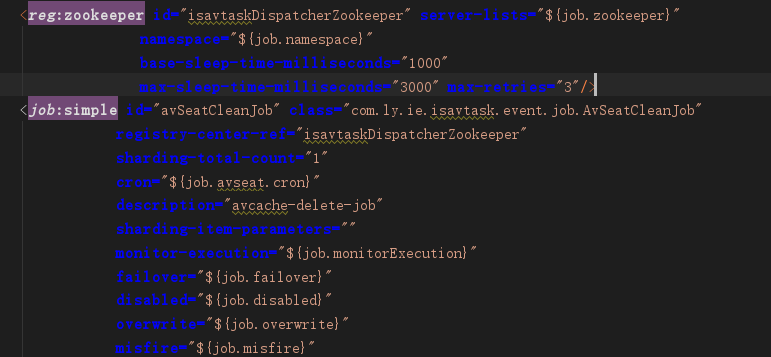 <reg:zookeeper id="isavtaskDispatcherZookeeper" server-lists="${job.zookeeper}"
namespace="${job.namespace}"
base-sleep-time-milliseconds="1000"
max-sleep-time-milliseconds="3000" max-retries="3"/>
<job:simple id="avSeatCleanJob" class="com.ly.ie.isavtask.event.job.AvSeatCleanJob"
registry-center-ref="isavtaskDispatcherZookeeper"
sharding-total-count="1"
cron="${job.avseat.cron}"
description="avcache-delete-job"
sharding-item-parameters=""
monitor-execution="${job.monitorExecution}"
failover="${job.failover}"
disabled="${job.disabled}"
overwrite="${job.overwrite}"
misfire="${job.misfire}"